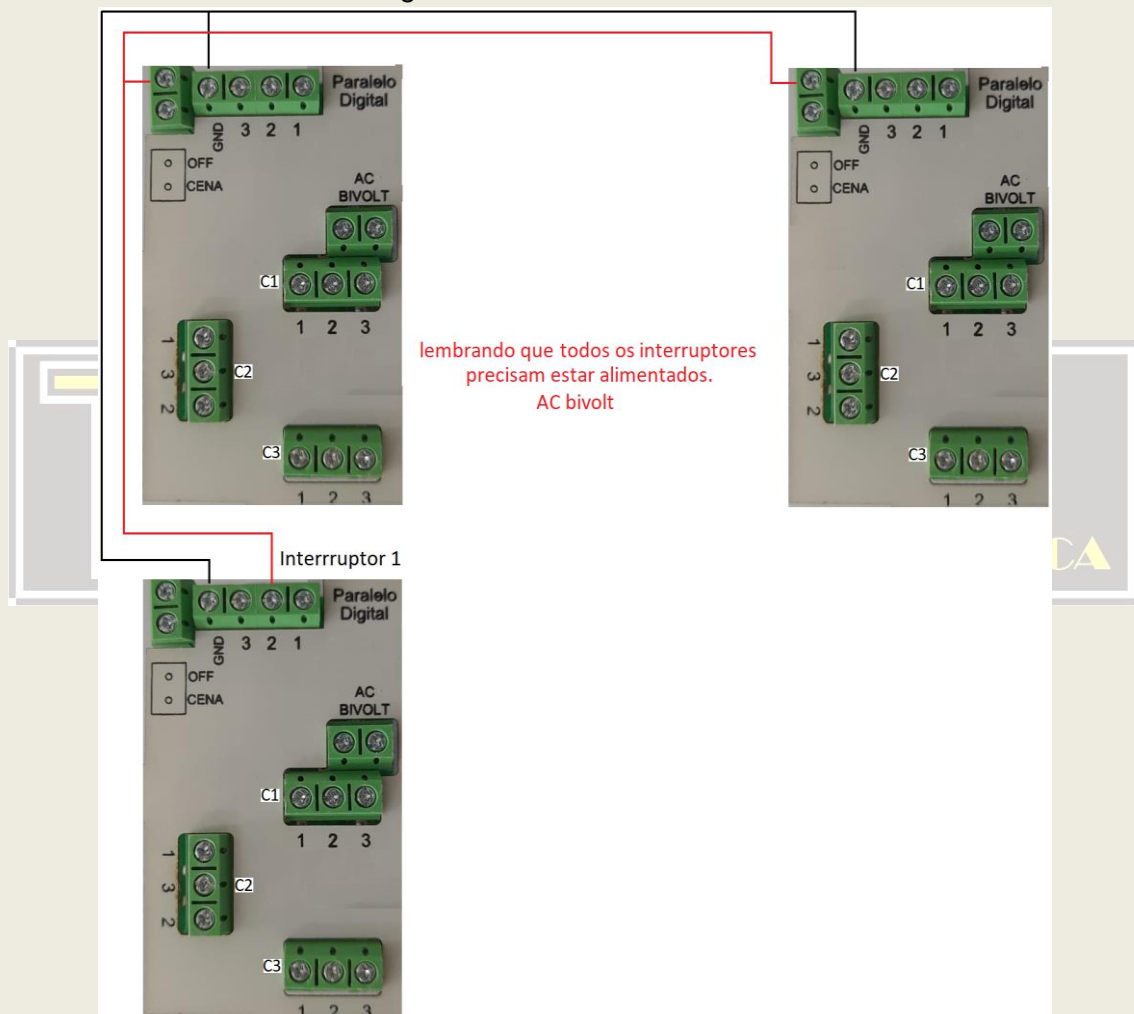 Paralelo
Digital
GND 3 2 1
OFF
CENA
AC
BIVOLT
C1
1 2 3
1
3
2
C2
C3
1 2 3
Paralelo
Digital
GND 3 2 1
OFF
CENA
AC
BIVOLT
C1
1 2 3
1
3
2
C2
C3
1 2 3
lembrando que todos os interruptores
precisam estar alimentados.
AC bivolt
CA
Interrruptor 1
Paralelo
Digital
GND 3 2 1
OFF
CENA
AC
BIVOLT
C1
1 2 3
1
3
2
C2
C3
1 2 3